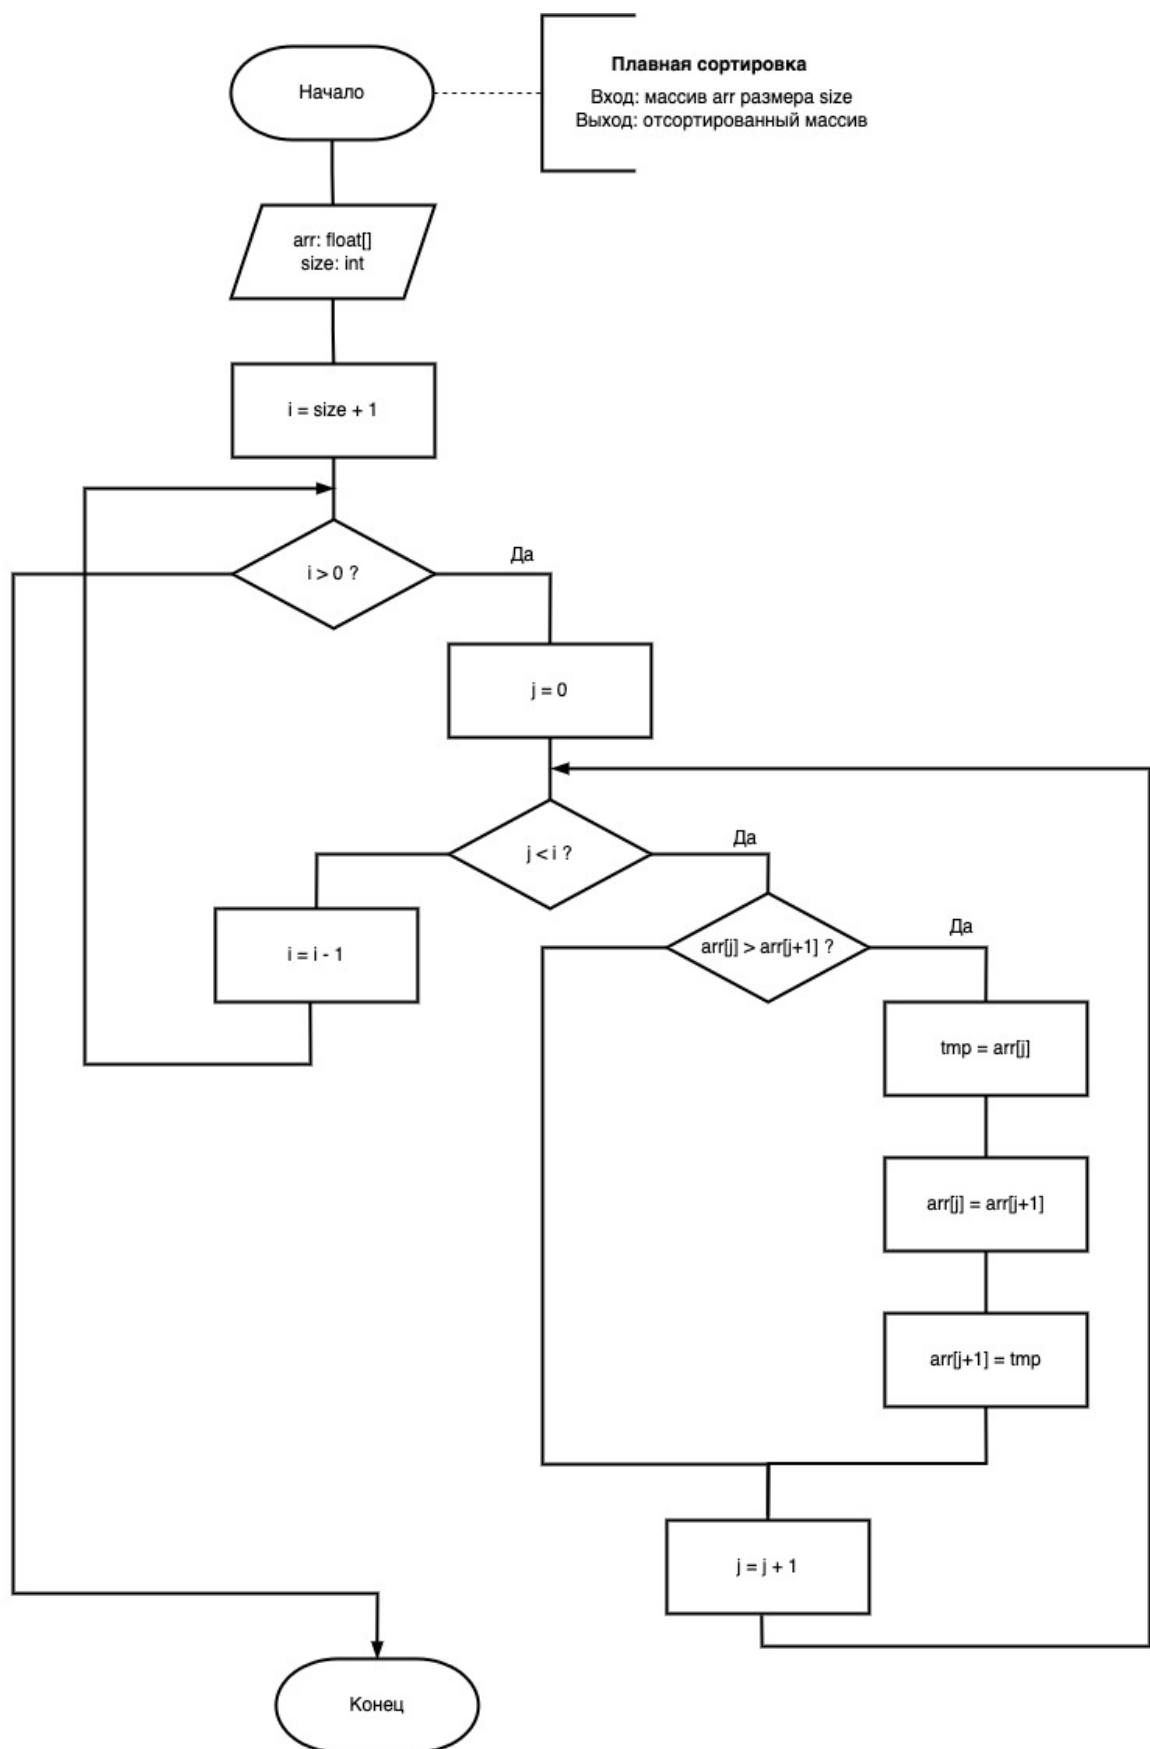 Начало
Плавная сортировка
Вход: массив arr размера size
Выход: отсортированный массив
arr: float[]
size: int
i = size + 1
i > 0 ?
Да
j = 0
j < i ?
Да
i = i - 1
arr[j] > arr[j+1] ?
Да
tmp = arr[j]
arr[j] = arr[j+1]
arr[j+1] = tmp
j = j + 1
Конец